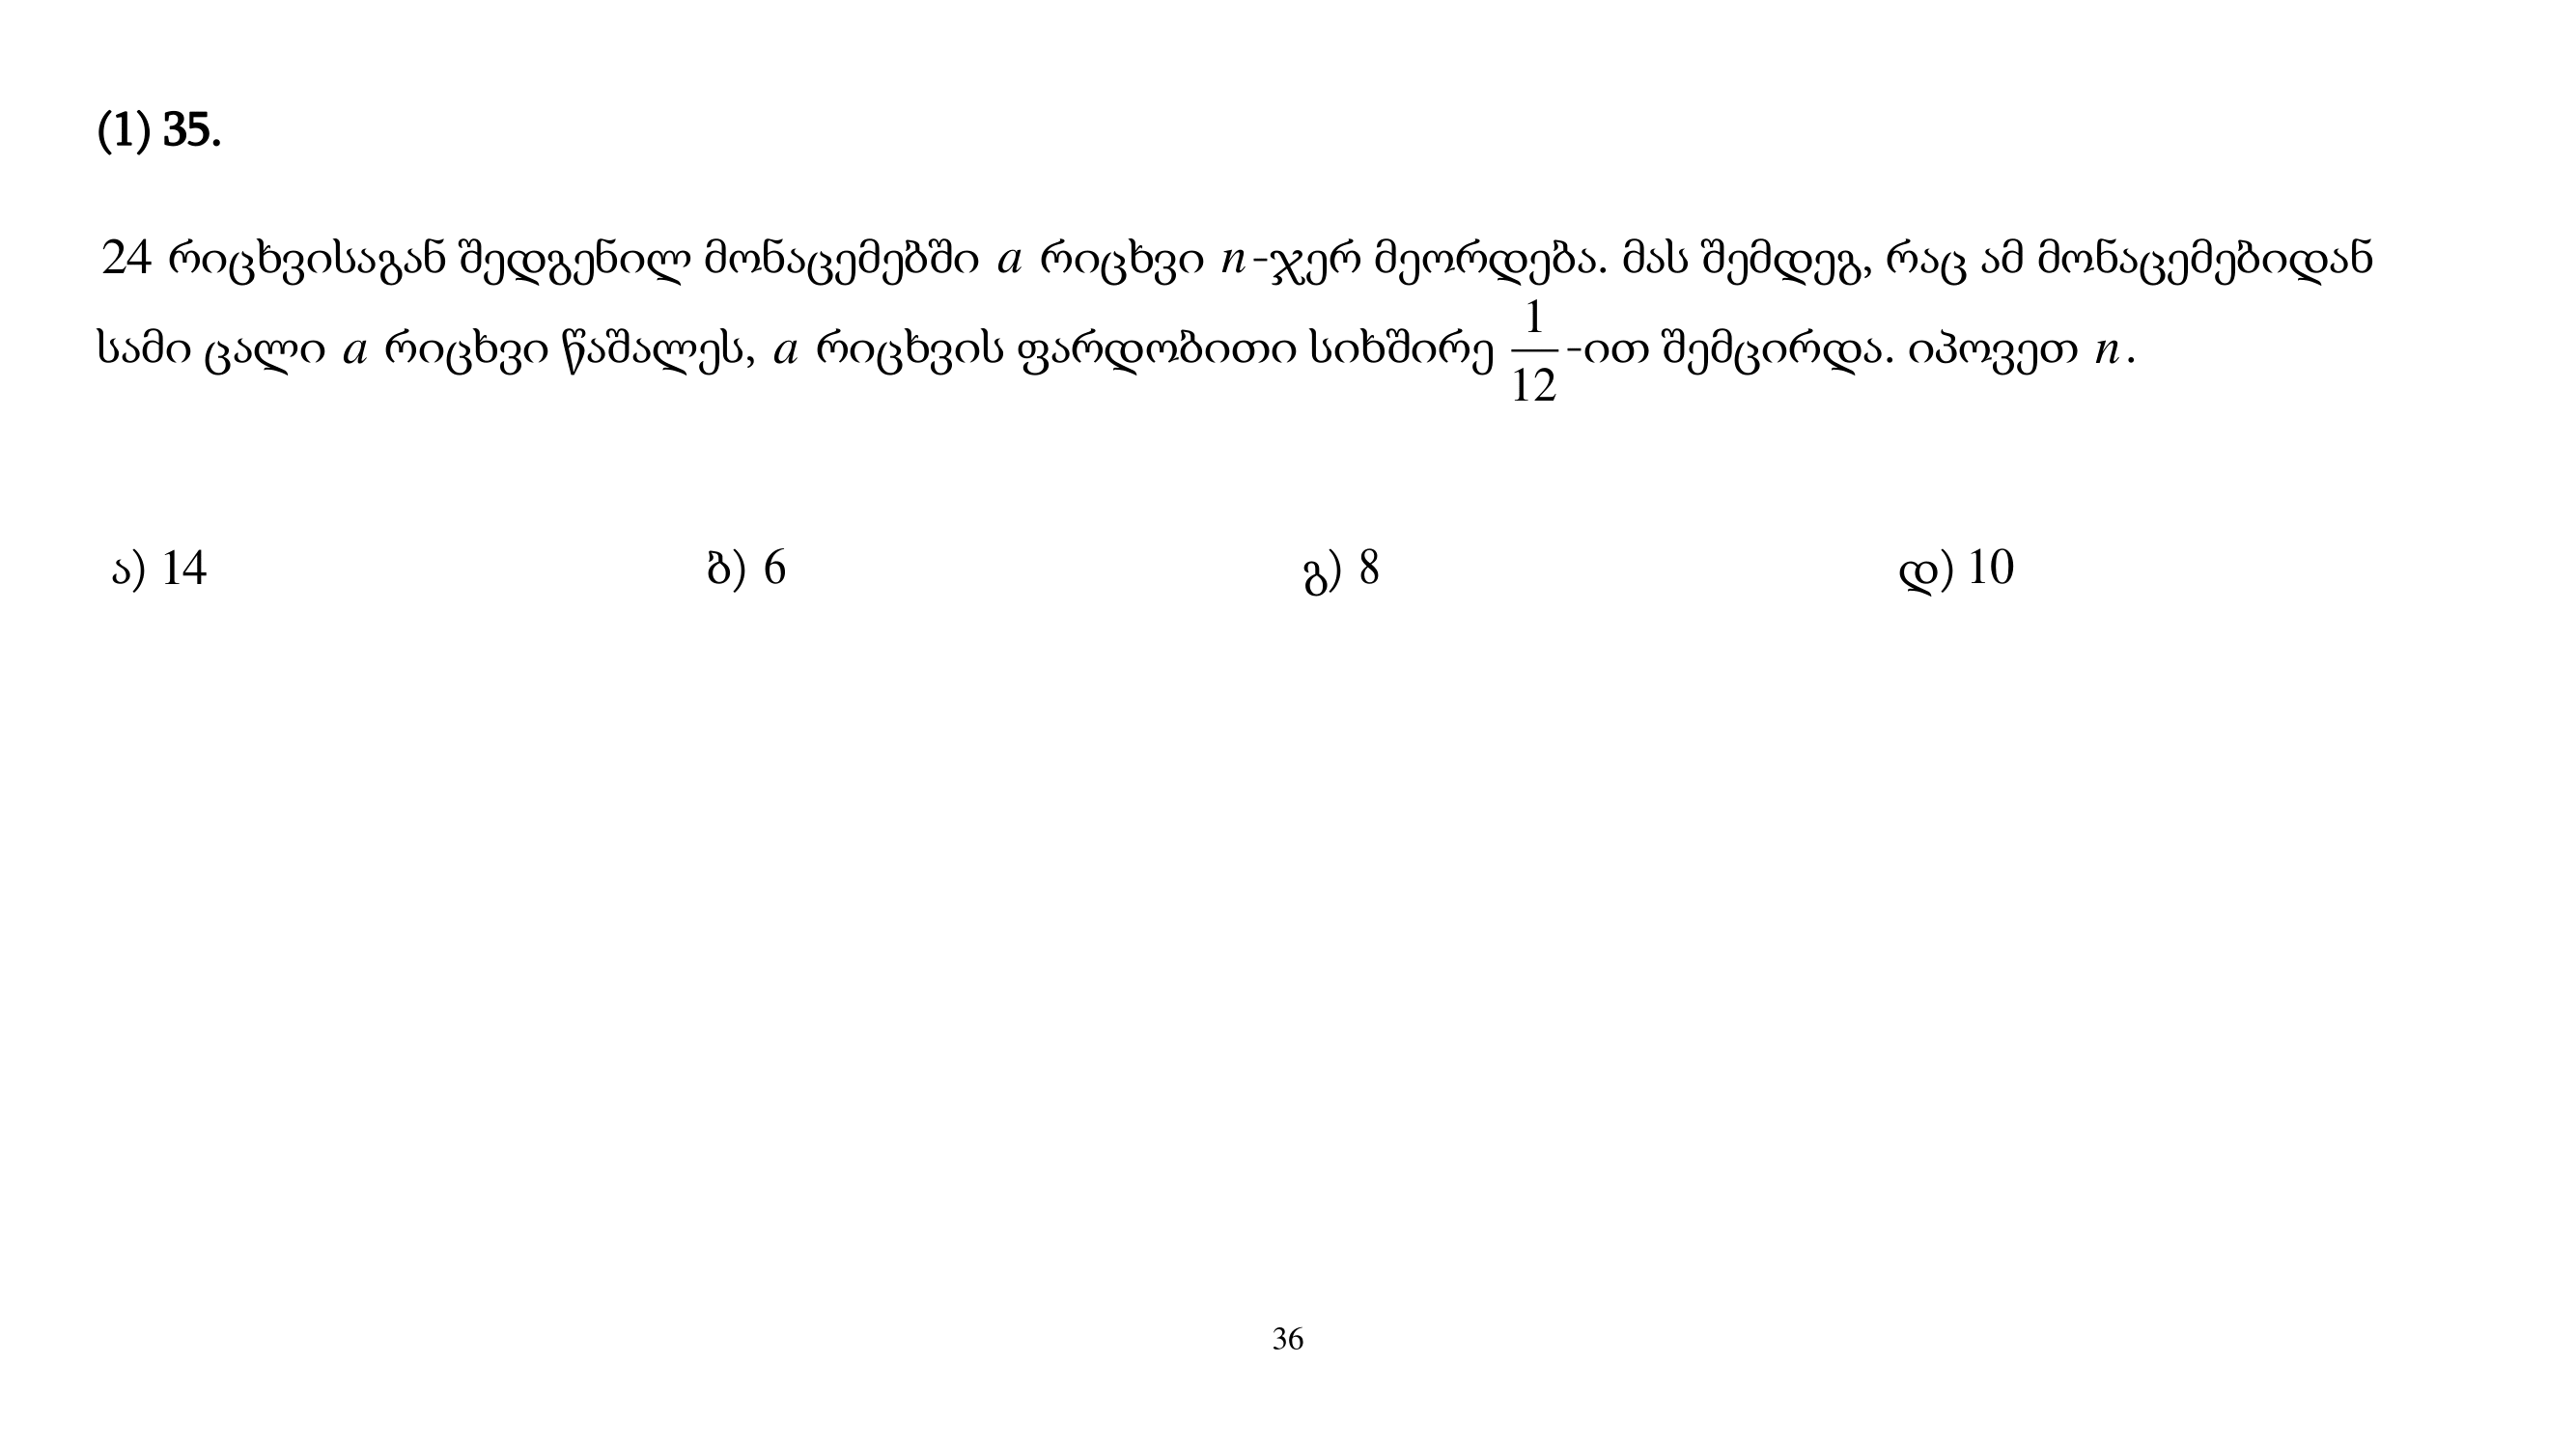 (1) 35.
24 რიცხვისაგან შედგენილ მონაცემებში a რიცხვი n-ჯერ მეორდება. მას შემდეგ, რაც ამ მონაცემებიდან
სამი ცალი a რიცხვი წაშალეს, a რიცხვის ფარდობითი სიხშირე 1/12-ით შემცირდა. იპოვეთ n.
ა) 14 ბ) 6 გ) 8 დ) 10
36